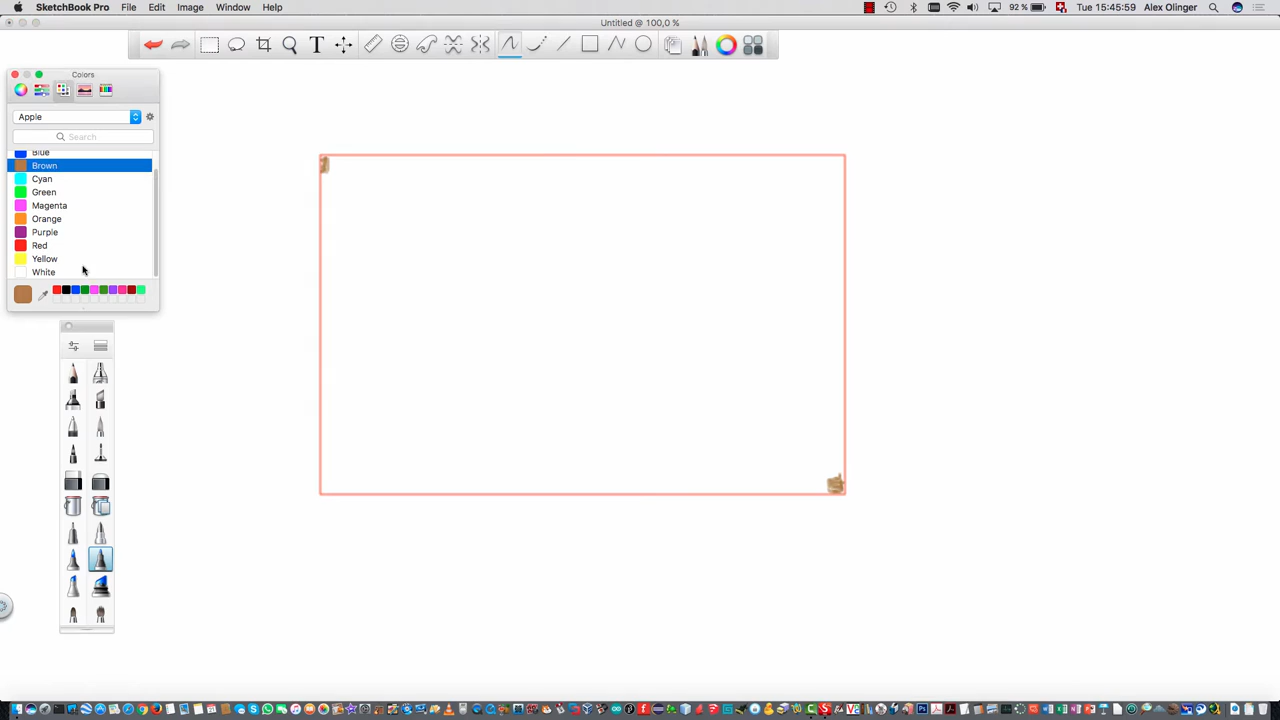 SketchBook Pro File Edit Image Window Help 92 % Tue 15:45:59 Alex Olinger
Untitled @ 100,0 %
Colors
Apple
Search
Blue
Brown
Cyan
Green
Magenta
Orange
Purple
Red
Yellow
White